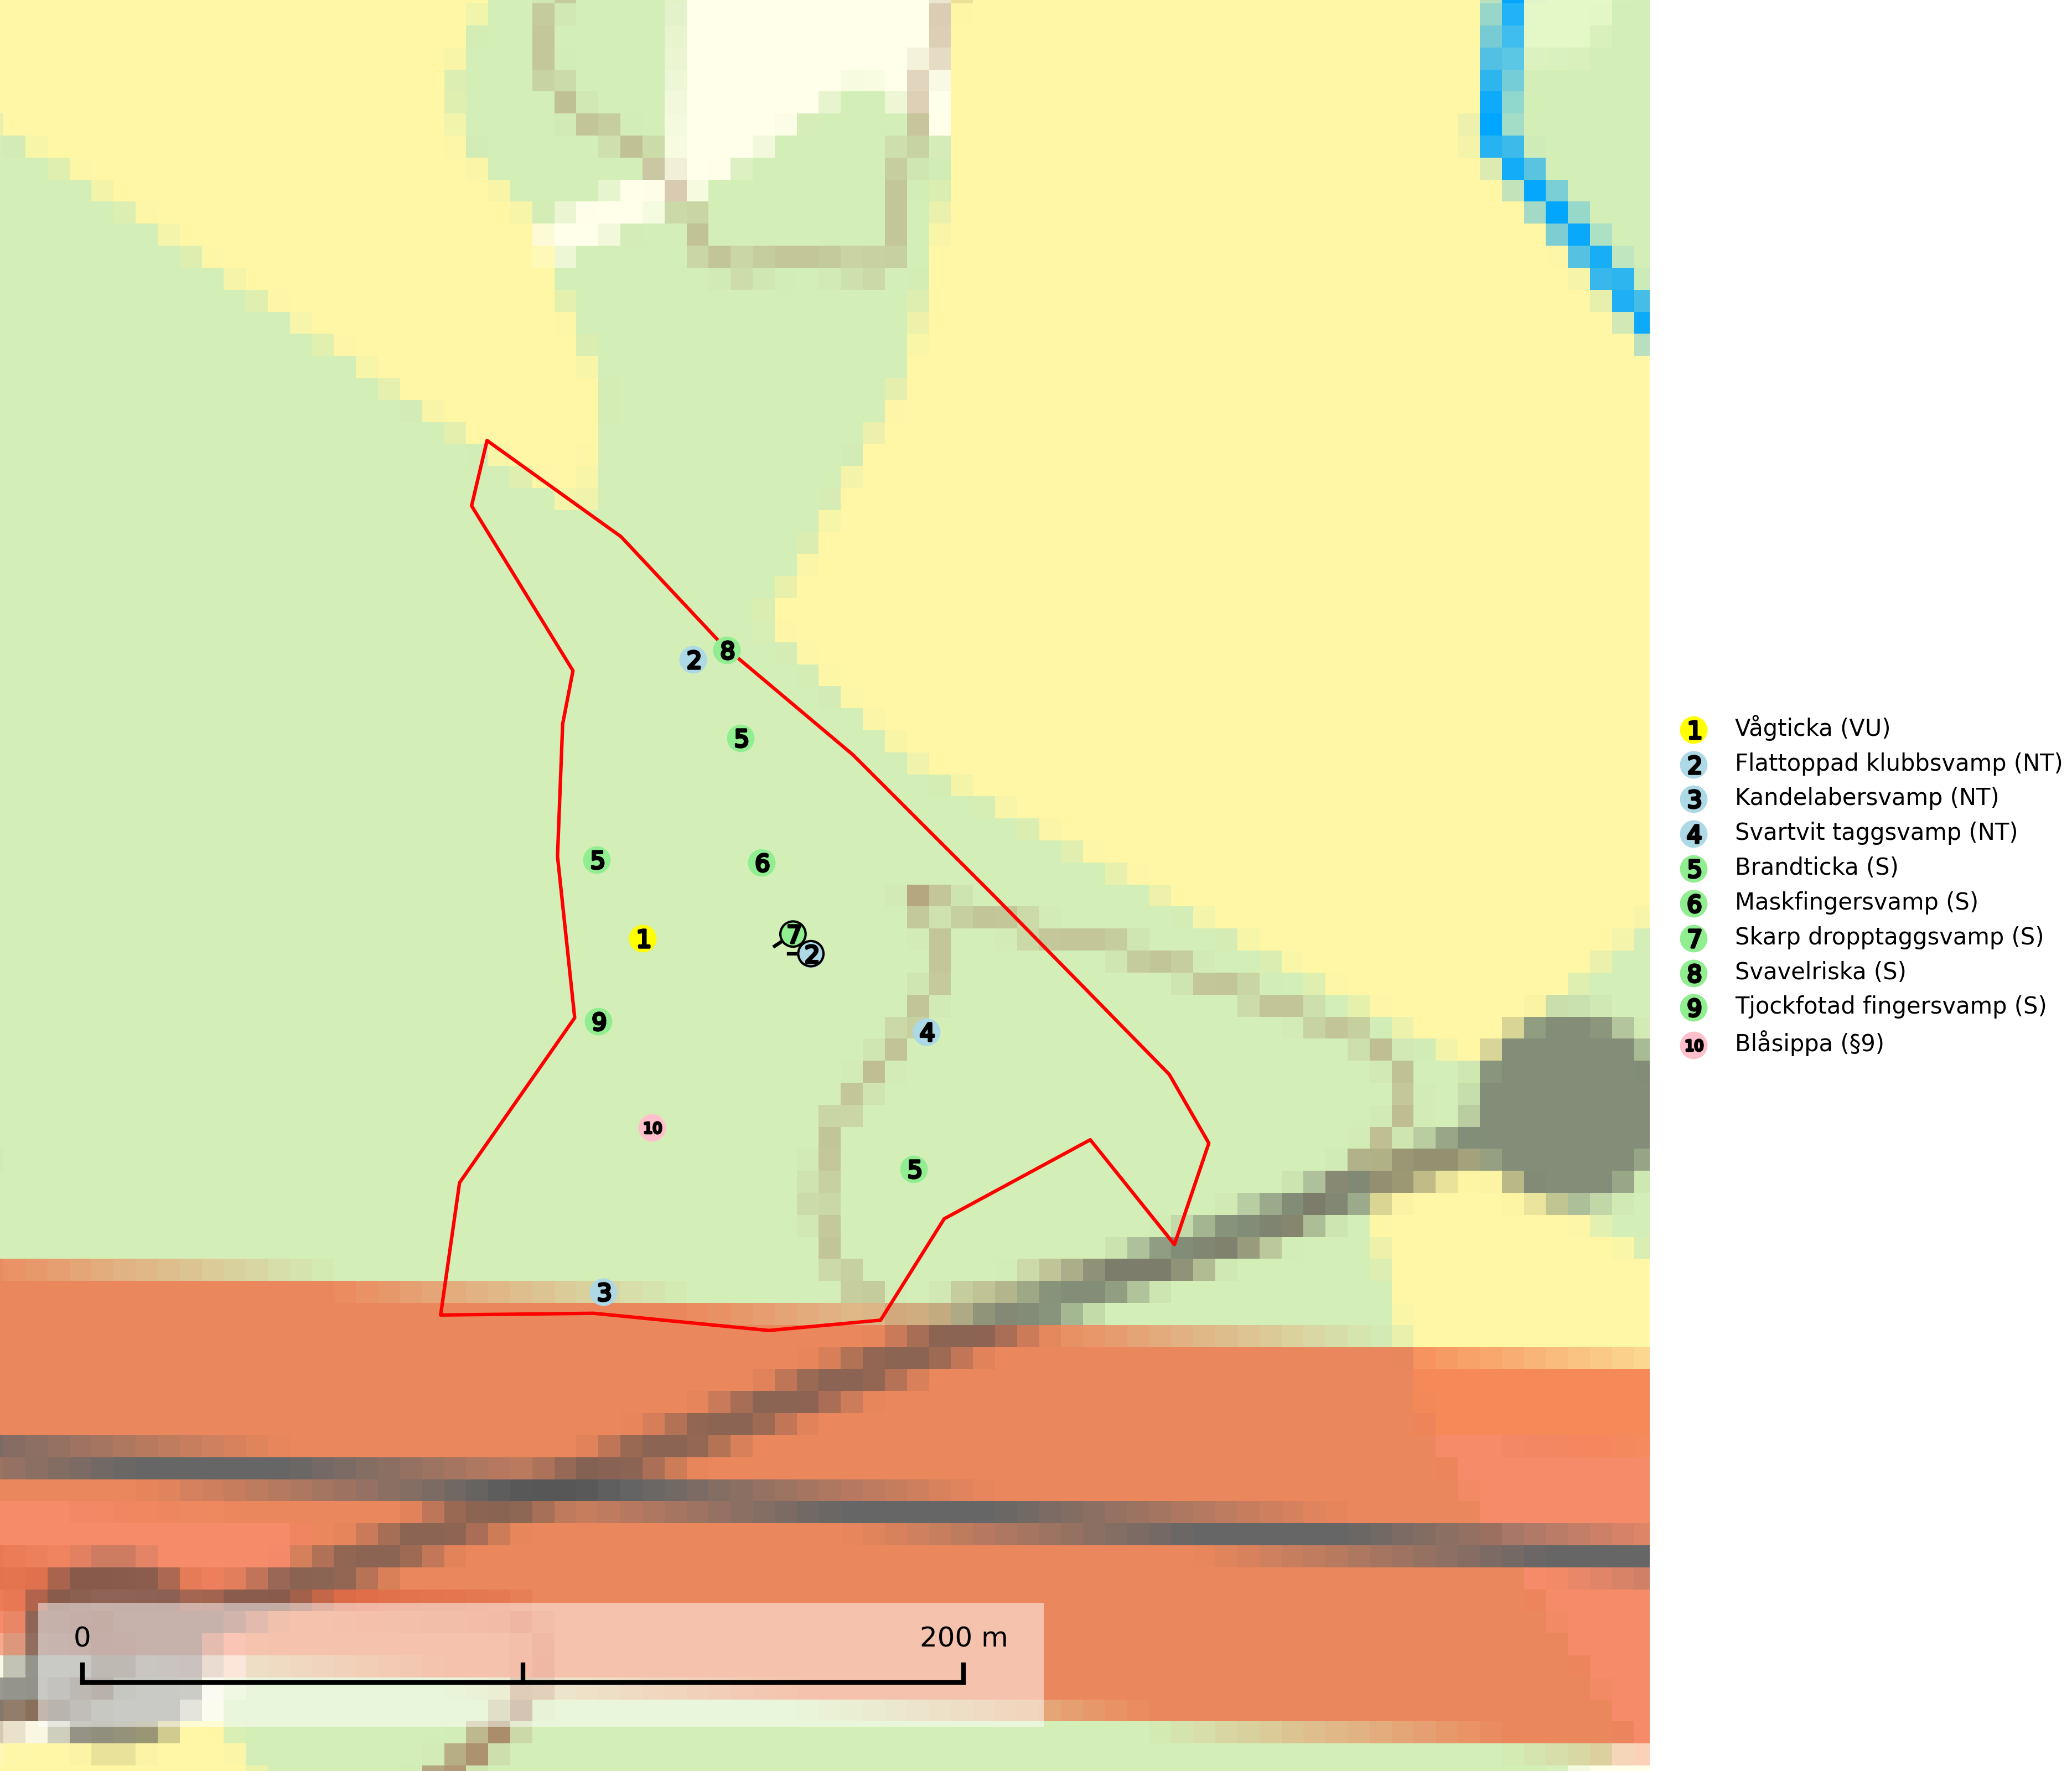 8
2
5
5
6
7
1
2
9
4
10
5
3
1 Vågticka (VU)
2 Flattoppad klubbsvamp (NT)
3 Kandelabersvamp (NT)
4 Svartvit taggsvamp (NT)
5 Brandticka (S)
6 Maskfingersvamp (S)
7 Skarp dropptaggsvamp (S)
8 Svavelriska (S)
9 Tjockfotad fingersvamp (S)
10 Blåsippa (§9)
0 200 m